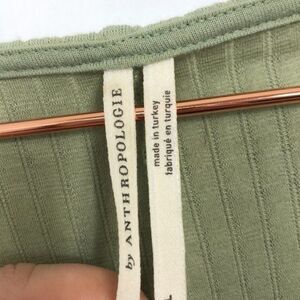 by ANTHROPOLOGIE
made in turkey
fabriqué en turquie